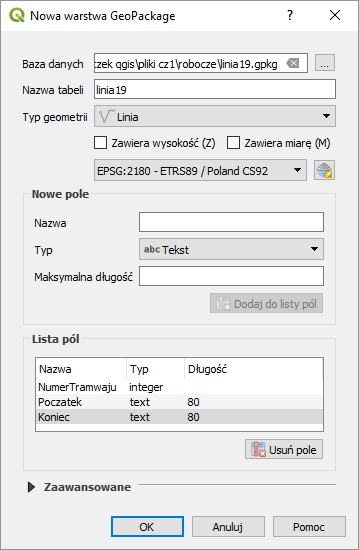 Nowa warstwa GeoPackage
Baza danych czek qgis\pliki cz1\robocze\linia19.gpkg ...
Nazwa tabeli linia19
Typ geometrii Linia
Zawiera wysokość (Z) Zawiera miarę (M)
EPSG:2180 - ETRS89 / Poland CS92
Nowe pole
Nazwa
Typ abc Tekst
Maksymalna długość
Dodaj do listy pól
Lista pól
Nazwa Typ Długość
NumerTramwaju integer
Poczatek text 80
Koniec text 80
Usuń pole
Zaawansowane
OK Anuluj Pomoc